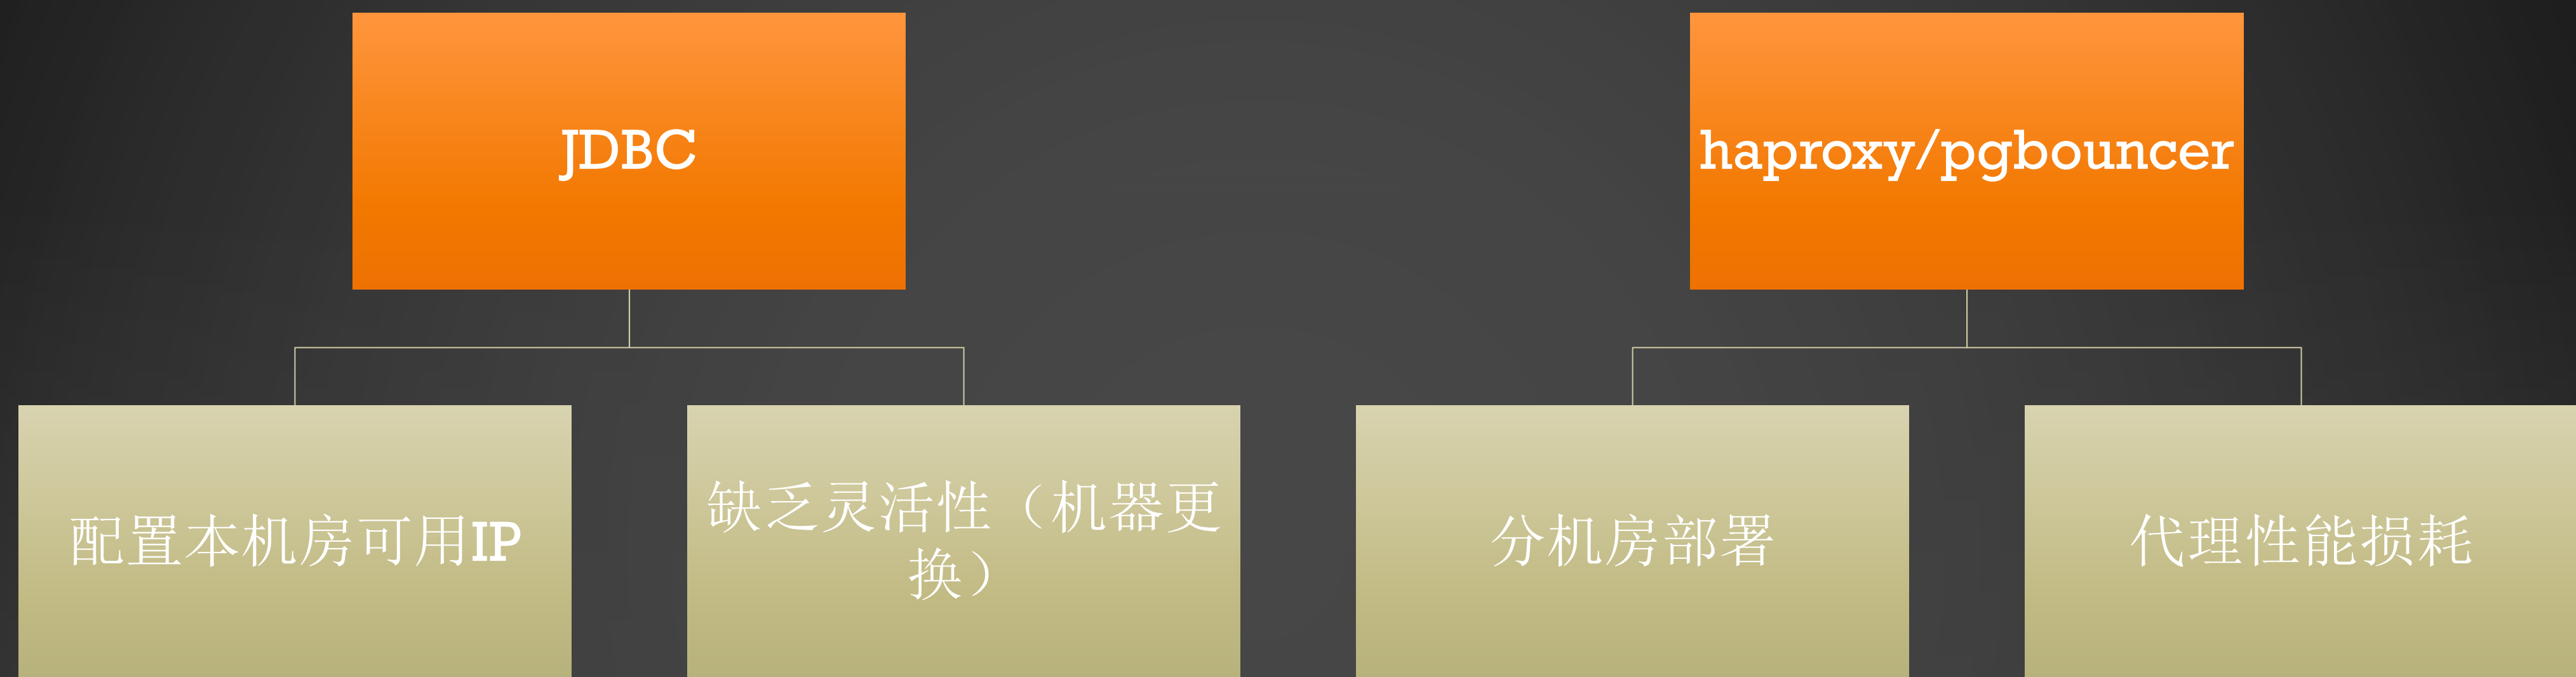 JDBC
haproxy/pgbouncer
配置本机房可用IP
缺乏灵活性（机器更
换）
分机房部署
代理性能损耗